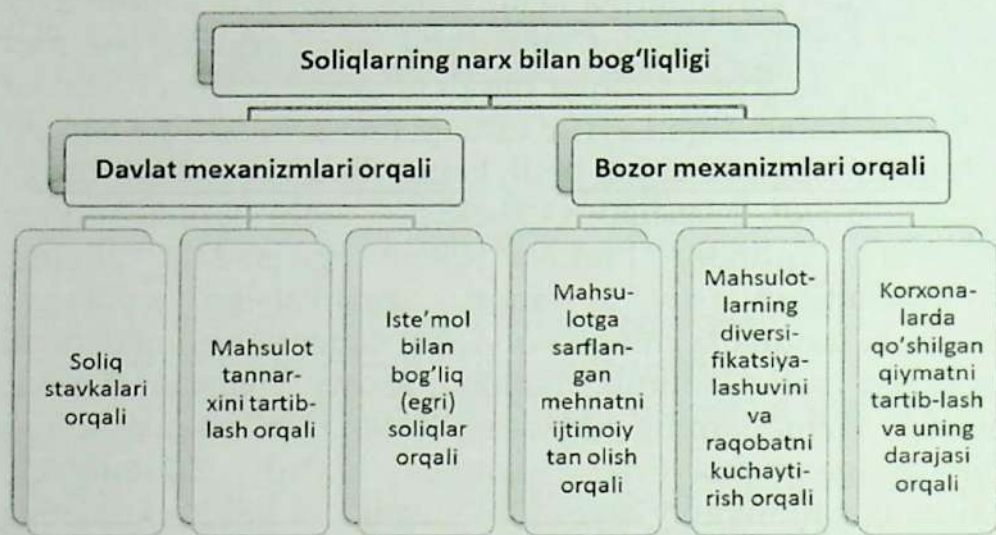 Soliqlarning narx bilan bog‘liqligi
Davlat mexanizmlari orqali
Bozor mexanizmlari orqali
Soliq
stavkalari
orqali
Mahsulot
tannar-
xini tartib-
lash orqali
Iste’mol
bilan
bog’liq
(egri)
soliqlar
orqali
Mahsu-
lotga
sarflan-
gan
mehnatni
ijtimoiy
tan olish
orqali
Mahsulot-
larning
diversi-
fikatsiya-
lashuvini
va
raqobatni
kuchayti-
rish orqali
Korxona-
larda
qo’shilgan
qiymatni
tartib-lash
va uning
darajasi
orqali